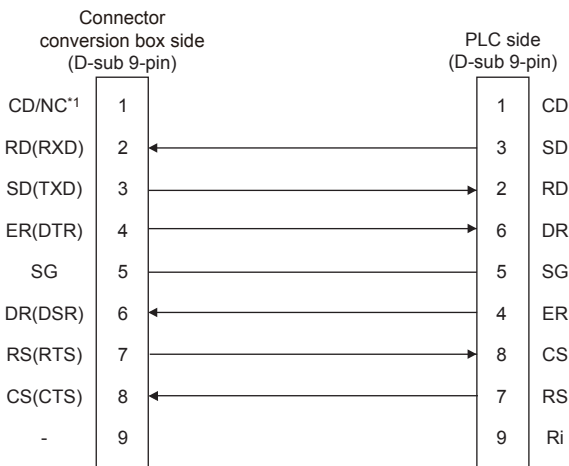 Connector
conversion box side
(D-sub 9-pin)
PLC side
(D-sub 9-pin)
CD/NC*1 1 1 CD
RD(RXD) 2 3 SD
SD(TXD) 3 2 RD
ER(DTR) 4 6 DR
SG 5 5 SG
DR(DSR) 6 4 ER
RS(RTS) 7 8 CS
CS(CTS) 8 7 RS
- 9 9 Ri